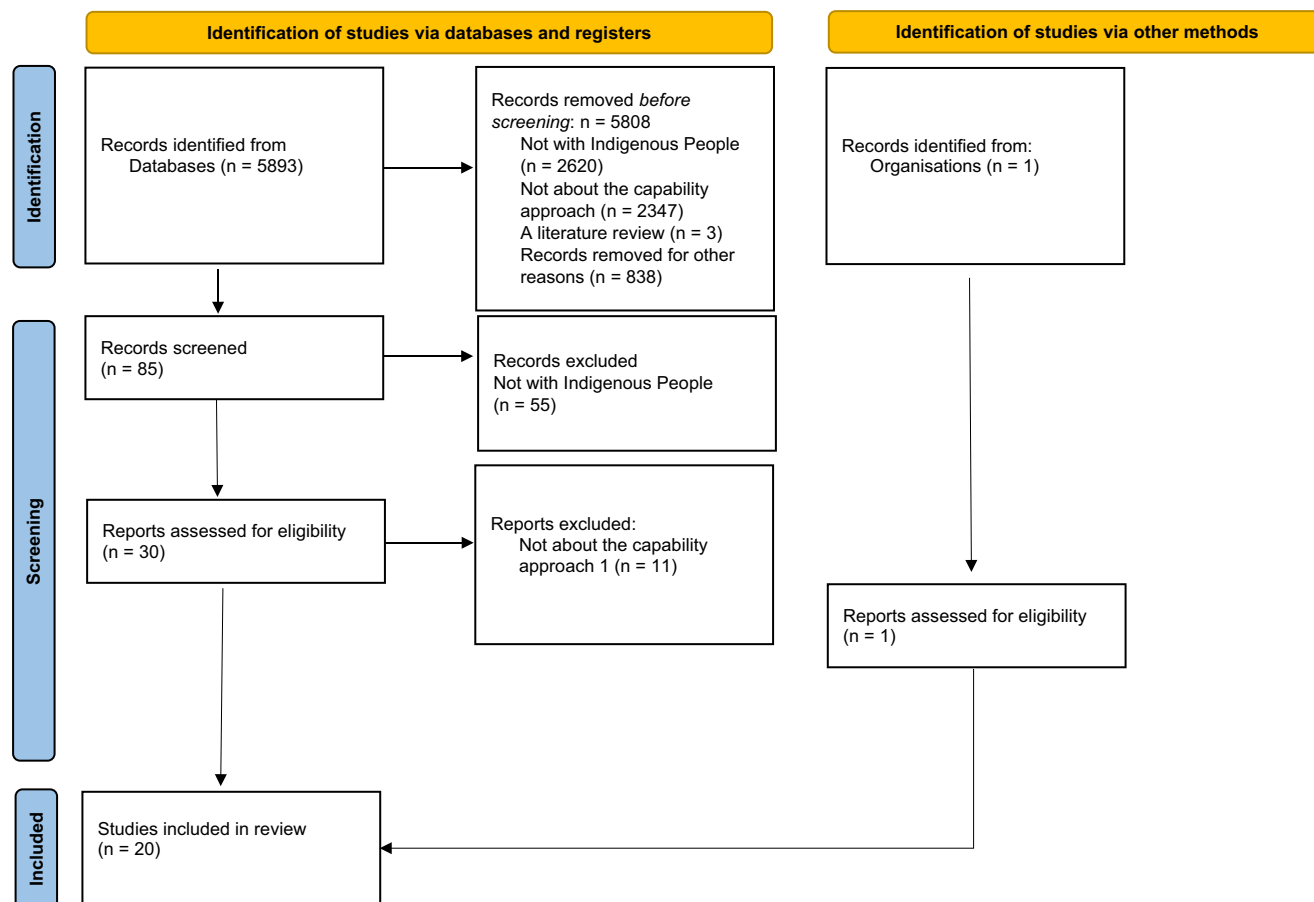 Identification of studies via databases and registers
Identification of studies via other methods
Identification
Records identified from
Databases (n = 5893)
Records removed before
screening: n = 5808
Not with Indigenous People
(n = 2620)
Not about the capability
approach (n = 2347)
A literature review (n = 3)
Records removed for other
reasons (n = 838)
Records identified from:
Organisations (n = 1)
Screening
Records screened
(n = 85)
Records excluded
Not with Indigenous People
(n = 55)
Reports assessed for eligibility
(n = 30)
Reports excluded:
Not about the capability
approach 1 (n = 11)
Reports assessed for eligibility
(n = 1)
Included
Studies included in review
(n = 20)